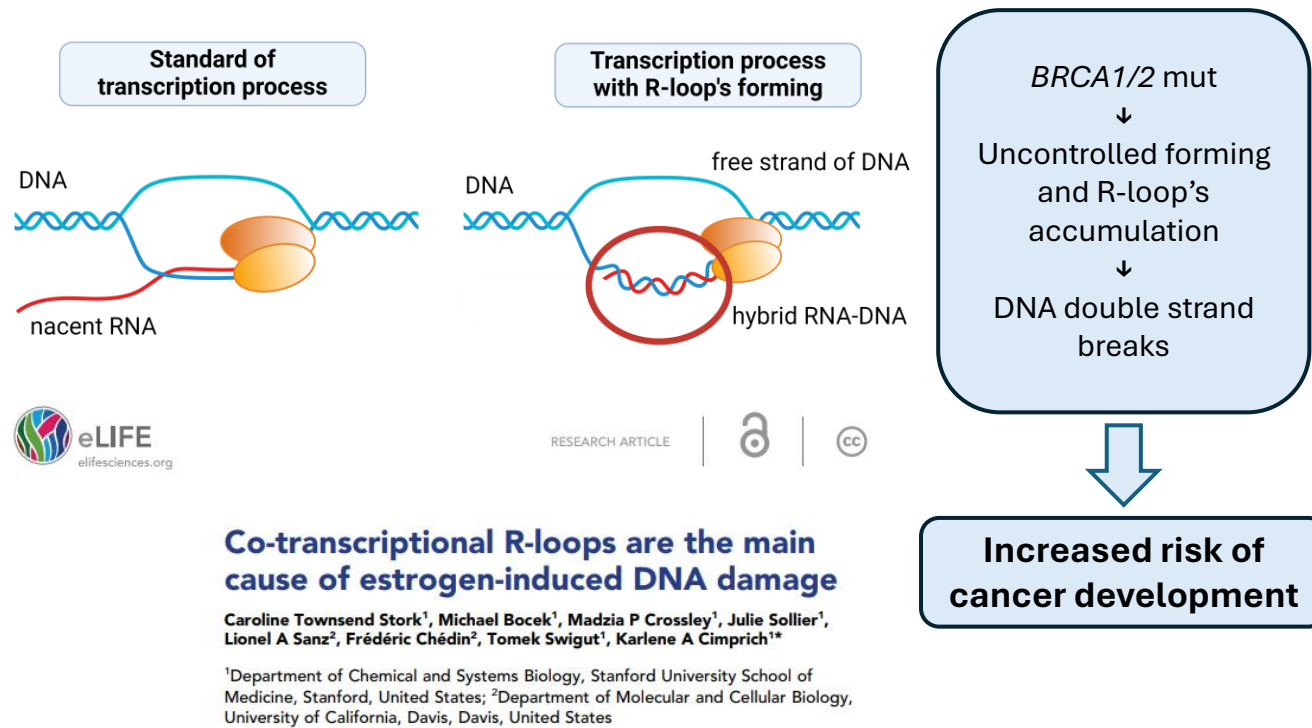 Standard of
transcription process
DNA
nacent RNA
Transcription process
with R-loop's forming
DNA
free strand of DNA
hybrid RNA-DNA
BRCA1/2 mut
↓
Uncontrolled forming
and R-loop’s
accumulation
↓
DNA double strand
breaks
Increased risk of
cancer development
eLIFE
elifesciences.org
RESEARCH ARTICLE
cc
Co-transcriptional R-loops are the main
cause of estrogen-induced DNA damage
Caroline Townsend Stork¹, Michael Bocek¹, Madzia P Crossley¹, Julie Sollier¹,
Lionel A Sanz², Frédéric Chédin², Tomek Swigut¹, Karlene A Cimprich¹*
¹Department of Chemical and Systems Biology, Stanford University School of
Medicine, Stanford, United States; ²Department of Molecular and Cellular Biology,
University of California, Davis, Davis, United States